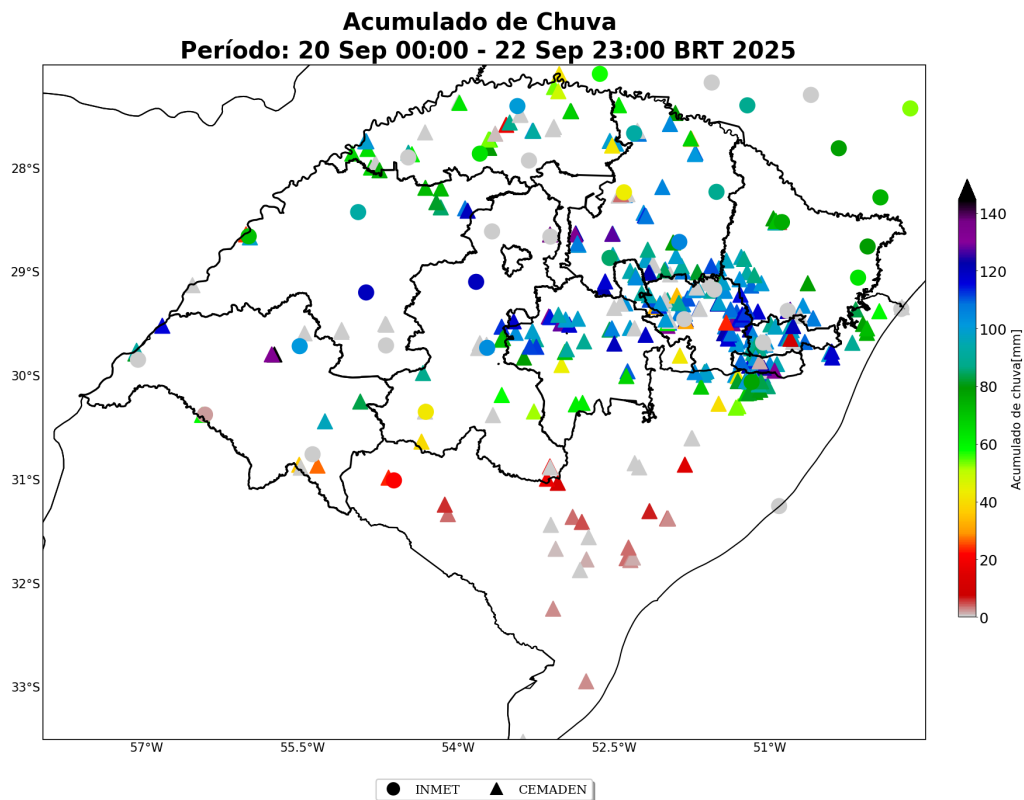 Acumulado de Chuva
Período: 20 Sep 00:00 - 22 Sep 23:00 BRT 2025
28°S
29°S
30°S
31°S
32°S
33°S
57°W 55.5°W 54°W 52.5°W 51°W
140
120
100
80
60
40
20
0
Acumulado de chuva[mm]
INMET CEMADEN